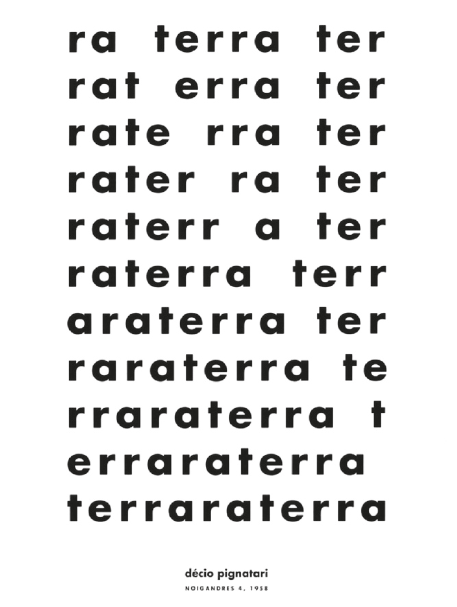 ra terra ter
rat erra ter
rate rra ter
rater ra ter
raterr a ter
raterra terr
araterra ter
raraterra te
rraraterra t
erraraterra
terraraterra
décio pignatari
NOIGANDRES 4, 1958